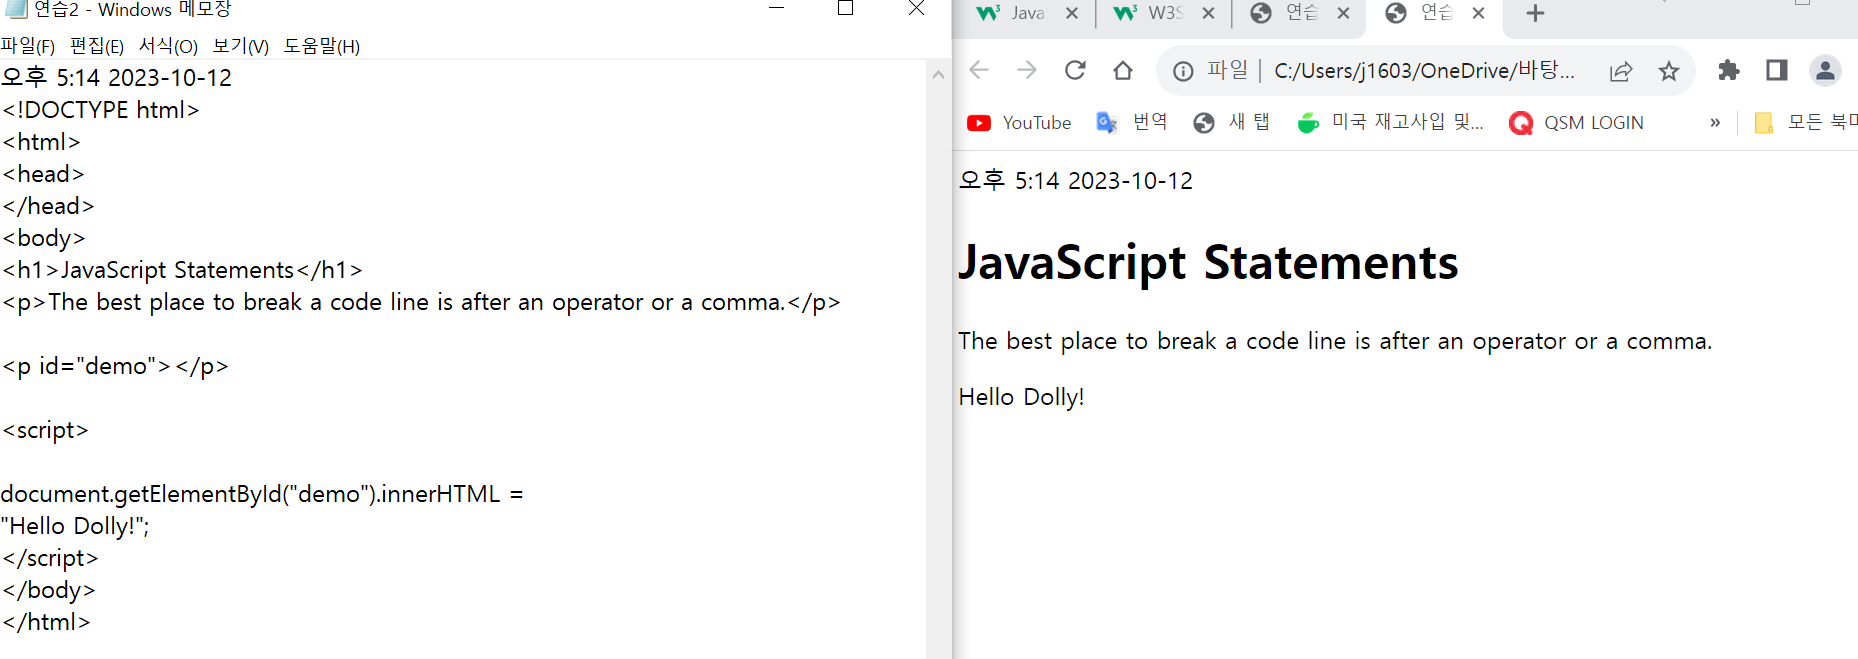 연습2 - Windows 메모장
파일(F) 편집(E) 서식(O) 보기(V) 도움말(H)
오후 5:14 2023-10-12
<!DOCTYPE html>
<html>
<head>
</head>
<body>
<h1>JavaScript Statements</h1>
<p>The best place to break a code line is after an operator or a comma.</p>
<p id="demo"></p>
<script>
document.getElementById("demo").innerHTML =
"Hello Dolly!";
</script>
</body>
</html>
Java
W3S
연습
연습
파일 | C:/Users/j1603/OneDrive/바탕...
YouTube 번역 새 탭 미국 재고사입 및... QSM LOGIN » 모든
오후 5:14 2023-10-12
JavaScript Statements
The best place to break a code line is after an operator or a comma.
Hello Dolly!